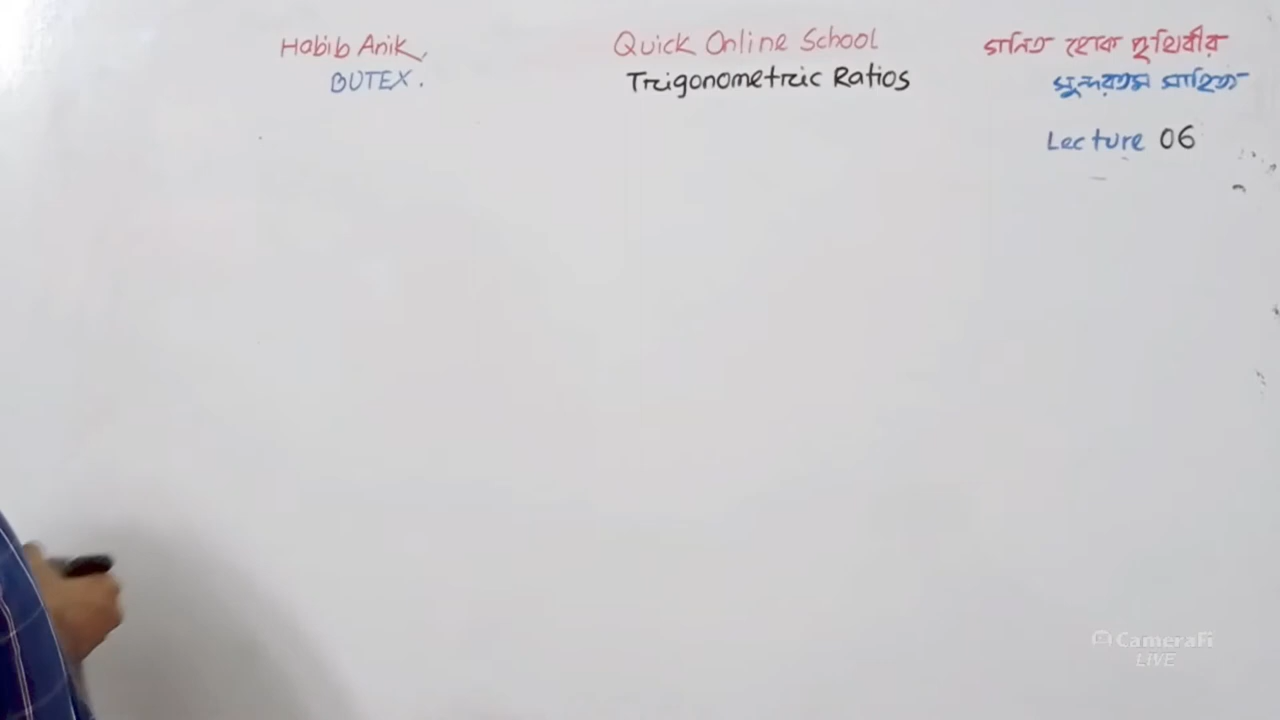 Habib Anik,
BUTEX.
Quick Online School
Trigonometric Ratios
গনিত হোক পৃথিবীর
সুন্দরতম সাহিত্য
Lecture 06
CameraFi
LIVE